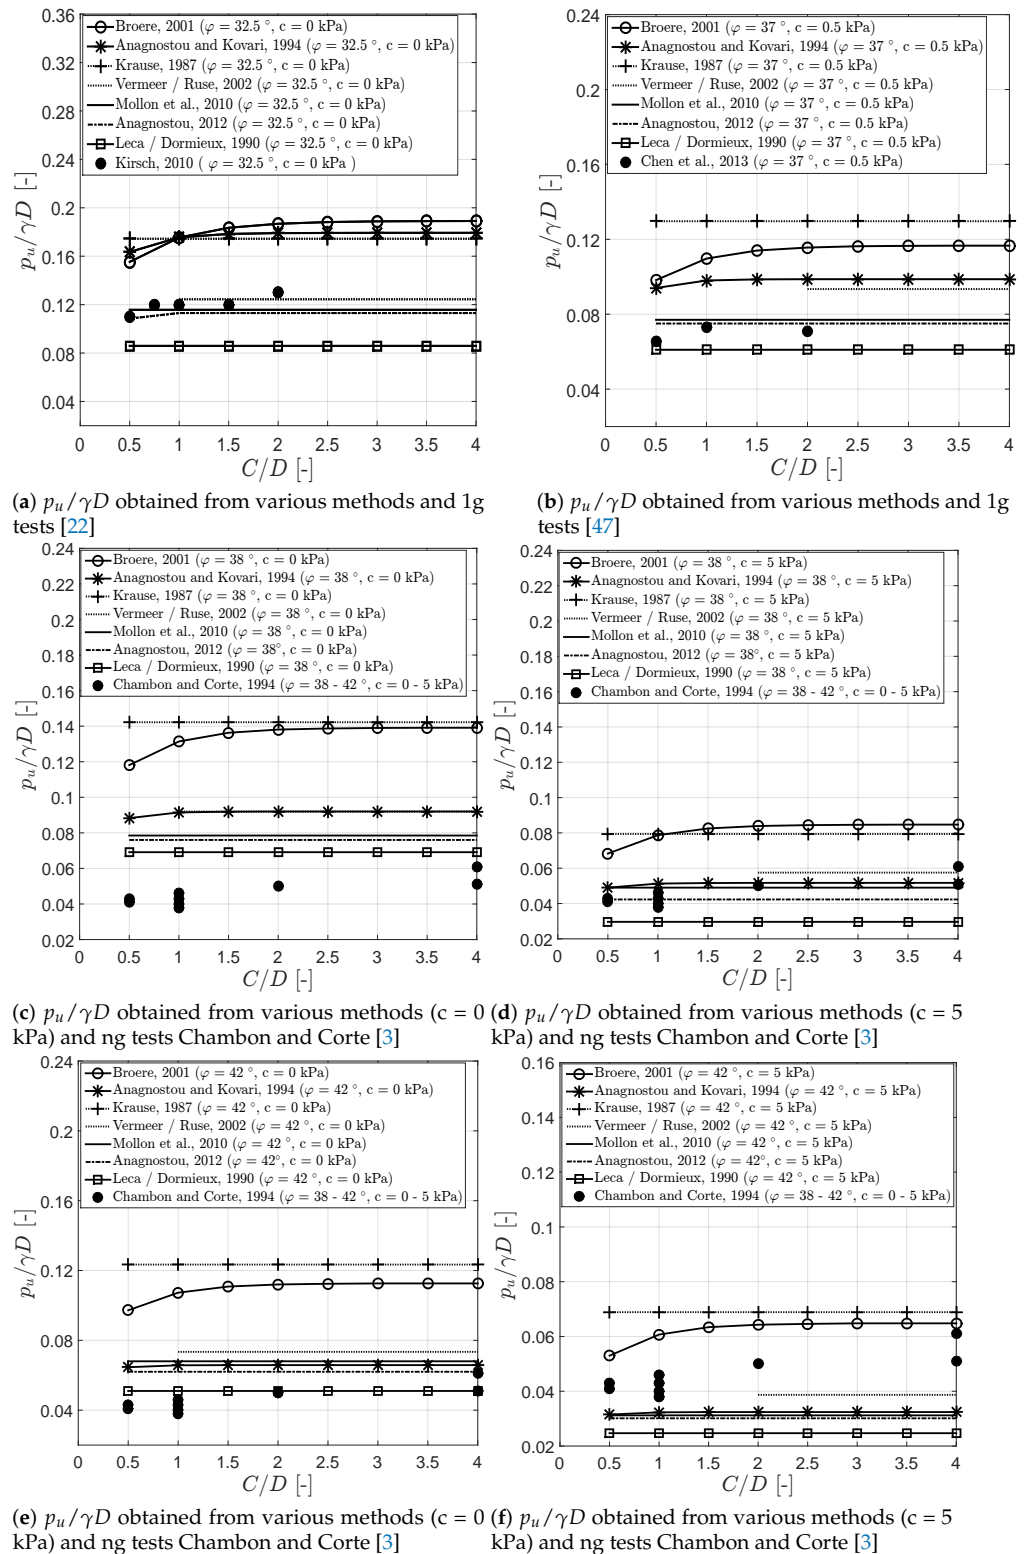 0.36
0.32
0.28
0.24
0.2
0.16
0.12
0.08
0.04
p_u/γD [-]
Broere, 2001 (φ = 32.5 °, c = 0 kPa)
Anagnostou and Kovari, 1994 (φ = 32.5 °, c = 0 kPa)
Krause, 1987 (φ = 32.5 °, c = 0 kPa)
Vermeer / Ruse, 2002 (φ = 32.5 °, c = 0 kPa)
Mollon et al., 2010 (φ = 32.5 °, c = 0 kPa)
Anagnostou, 2012 (φ = 32.5 °, c = 0 kPa)
Leca / Dormieux, 1990 (φ = 32.5 °, c = 0 kPa)
Kirsch, 2010 ( φ = 32.5 °, c = 0 kPa )
0 0.5 1 1.5 2 2.5 3 3.5 4
C/D [-]
(a) p_u/γD obtained from various methods and 1g
tests [22]
0.24
0.2
0.16
0.12
0.08
0.04
p_u/γD [-]
Broere, 2001 (φ = 37 °, c = 0.5 kPa)
Anagnostou and Kovari, 1994 (φ = 37 °, c = 0.5 kPa)
Krause, 1987 (φ = 37 °, c = 0.5 kPa)
Vermeer / Ruse, 2002 (φ = 37 °, c = 0.5 kPa)
Mollon et al., 2010 (φ = 37 °, c = 0.5 kPa)
Anagnostou, 2012 (φ = 37 °, c = 0.5 kPa)
Leca / Dormieux, 1990 (φ = 37 °, c = 0.5 kPa)
Chen et al., 2013 (φ = 37 °, c = 0.5 kPa)
0 0.5 1 1.5 2 2.5 3 3.5 4
C/D [-]
(b) p_u/γD obtained from various methods and 1g
tests [47]
0.24
0.22
0.2
0.18
0.16
0.14
0.12
0.1
0.08
0.06
0.04
0.02
p_u/γD [-]
Broere, 2001 (φ = 38 °, c = 0 kPa)
Anagnostou and Kovari, 1994 (φ = 38 °, c = 0 kPa)
Krause, 1987 (φ = 38 °, c = 0 kPa)
Vermeer / Ruse, 2002 (φ = 38 °, c = 0 kPa)
Mollon et al., 2010 (φ = 38 °, c = 0 kPa)
Anagnostou, 2012 (φ = 38°, c = 0 kPa)
Leca / Dormieux, 1990 (φ = 38 °, c = 0 kPa)
Chambon and Corte, 1994 (φ = 38 - 42 °, c = 0 - 5 kPa)
0 0.5 1 1.5 2 2.5 3 3.5 4
C/D [-]
(c) p_u/γD obtained from various methods (c = 0
kPa) and ng tests Chambon and Corte [3]
0.24
0.22
0.2
0.18
0.16
0.14
0.12
0.1
0.08
0.06
0.04
0.02
p_u/γD [-]
Broere, 2001 (φ = 38 °, c = 5 kPa)
Anagnostou and Kovari, 1994 (φ = 38 °, c = 5 kPa)
Krause, 1987 (φ = 38 °, c = 5 kPa)
Vermeer / Ruse, 2002 (φ = 38 °, c = 5 kPa)
Mollon et al., 2010 (φ = 38 °, c = 5 kPa)
Anagnostou, 2012 (φ = 38°, c = 5 kPa)
Leca / Dormieux, 1990 (φ = 38 °, c = 5 kPa)
Chambon and Corte, 1994 (φ = 38 - 42 °, c = 0 - 5 kPa)
0 0.5 1 1.5 2 2.5 3 3.5 4
C/D [-]
(d) p_u/γD obtained from various methods (c = 5
kPa) and ng tests Chambon and Corte [3]
0.24
0.2
0.16
0.12
0.08
0.04
p_u/γD [-]
Broere, 2001 (φ = 42 °, c = 0 kPa)
Anagnostou and Kovari, 1994 (φ = 42 °, c = 0 kPa)
Krause, 1987 (φ = 42 °, c = 0 kPa)
Vermeer / Ruse, 2002 (φ = 42 °, c = 0 kPa)
Mollon et al., 2010 (φ = 42 °, c = 0 kPa)
Anagnostou, 2012 (φ = 42°, c = 0 kPa)
Leca / Dormieux, 1990 (φ = 42 °, c = 0 kPa)
Chambon and Corte, 1994 (φ = 38 - 42 °, c = 0 - 5 kPa)
0 0.5 1 1.5 2 2.5 3 3.5 4
C/D [-]
(e) p_u/γD obtained from various methods (c = 0
kPa) and ng tests Chambon and Corte [3]
0.16
0.14
0.12
0.1
0.08
0.06
0.04
0.02
p_u/γD [-]
Broere, 2001 (φ = 42 °, c = 5 kPa)
Anagnostou and Kovari, 1994 (φ = 42 °, c = 5 kPa)
Krause, 1987 (φ = 42 °, c = 5 kPa)
Vermeer / Ruse, 2002 (φ = 42 °, c = 5 kPa)
Mollon et al., 2010 (φ = 42 °, c = 5 kPa)
Anagnostou, 2012 (φ = 42°, c = 5 kPa)
Leca / Dormieux, 1990 (φ = 42 °, c = 5 kPa)
Chambon and Corte, 1994 (φ = 38 - 42 °, c = 0 - 5 kPa)
0 0.5 1 1.5 2 2.5 3 3.5 4
C/D [-]
(f) p_u/γD obtained from various methods (c = 5
kPa) and ng tests Chambon and Corte [3]